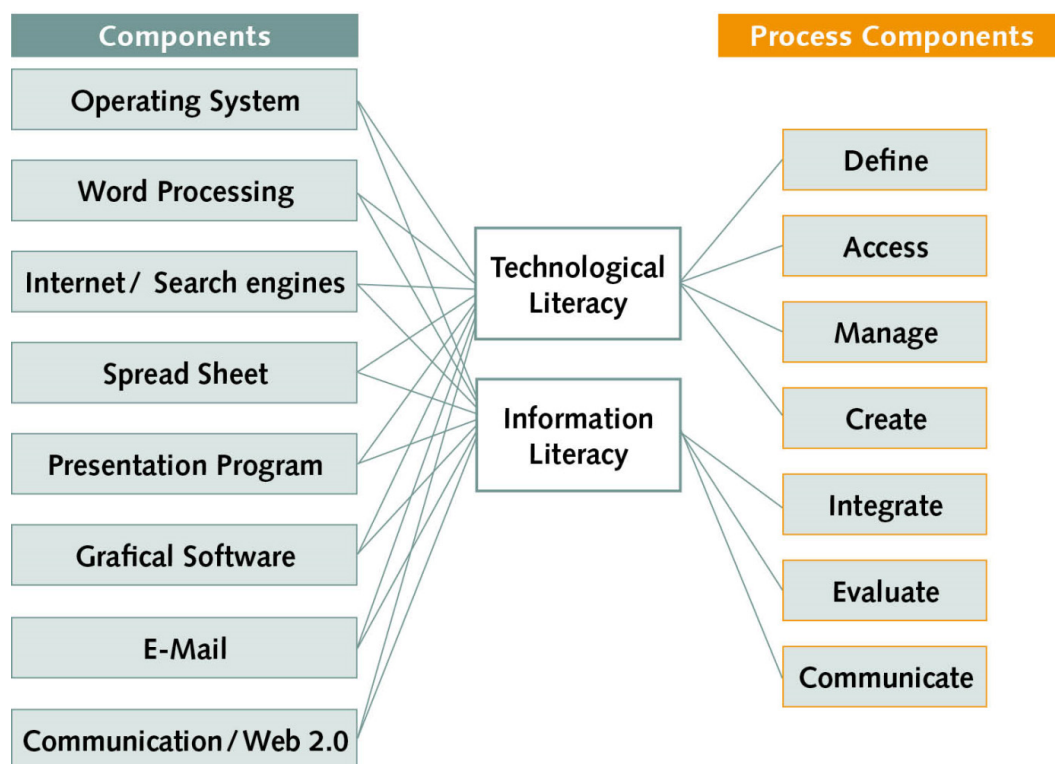 Components
Operating System
Word Processing
Internet/ Search engines
Spread Sheet
Presentation Program
Grafical Software
E-Mail
Communication/Web 2.0
Technological
Literacy
Information
Literacy
Process Components
Define
Access
Manage
Create
Integrate
Evaluate
Communicate